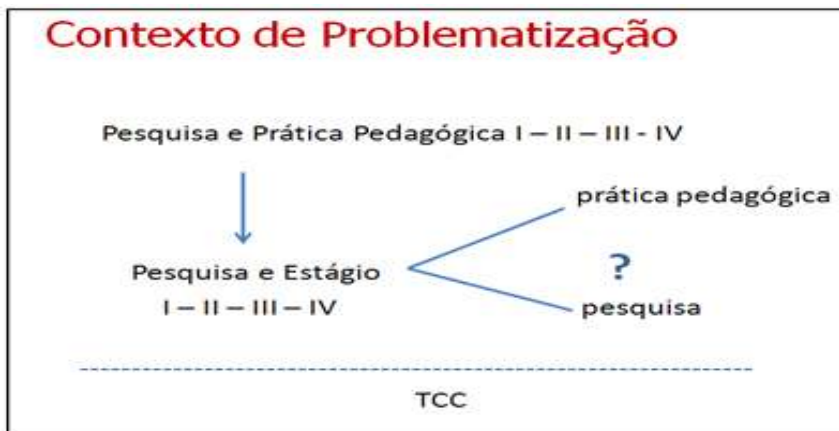 Contexto de Problematização
Pesquisa e Prática Pedagógica I – II – III - IV
prática pedagógica
Pesquisa e Estágio
I – II – III – IV
?
pesquisa
TCC